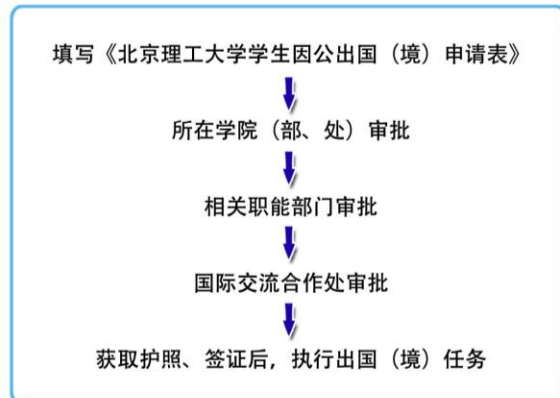 填写《北京理工大学学生因公出国（境）申请表》
所在学院（部、处）审批
相关职能部门审批
国际交流合作处审批
获取护照、签证后，执行出国（境）任务